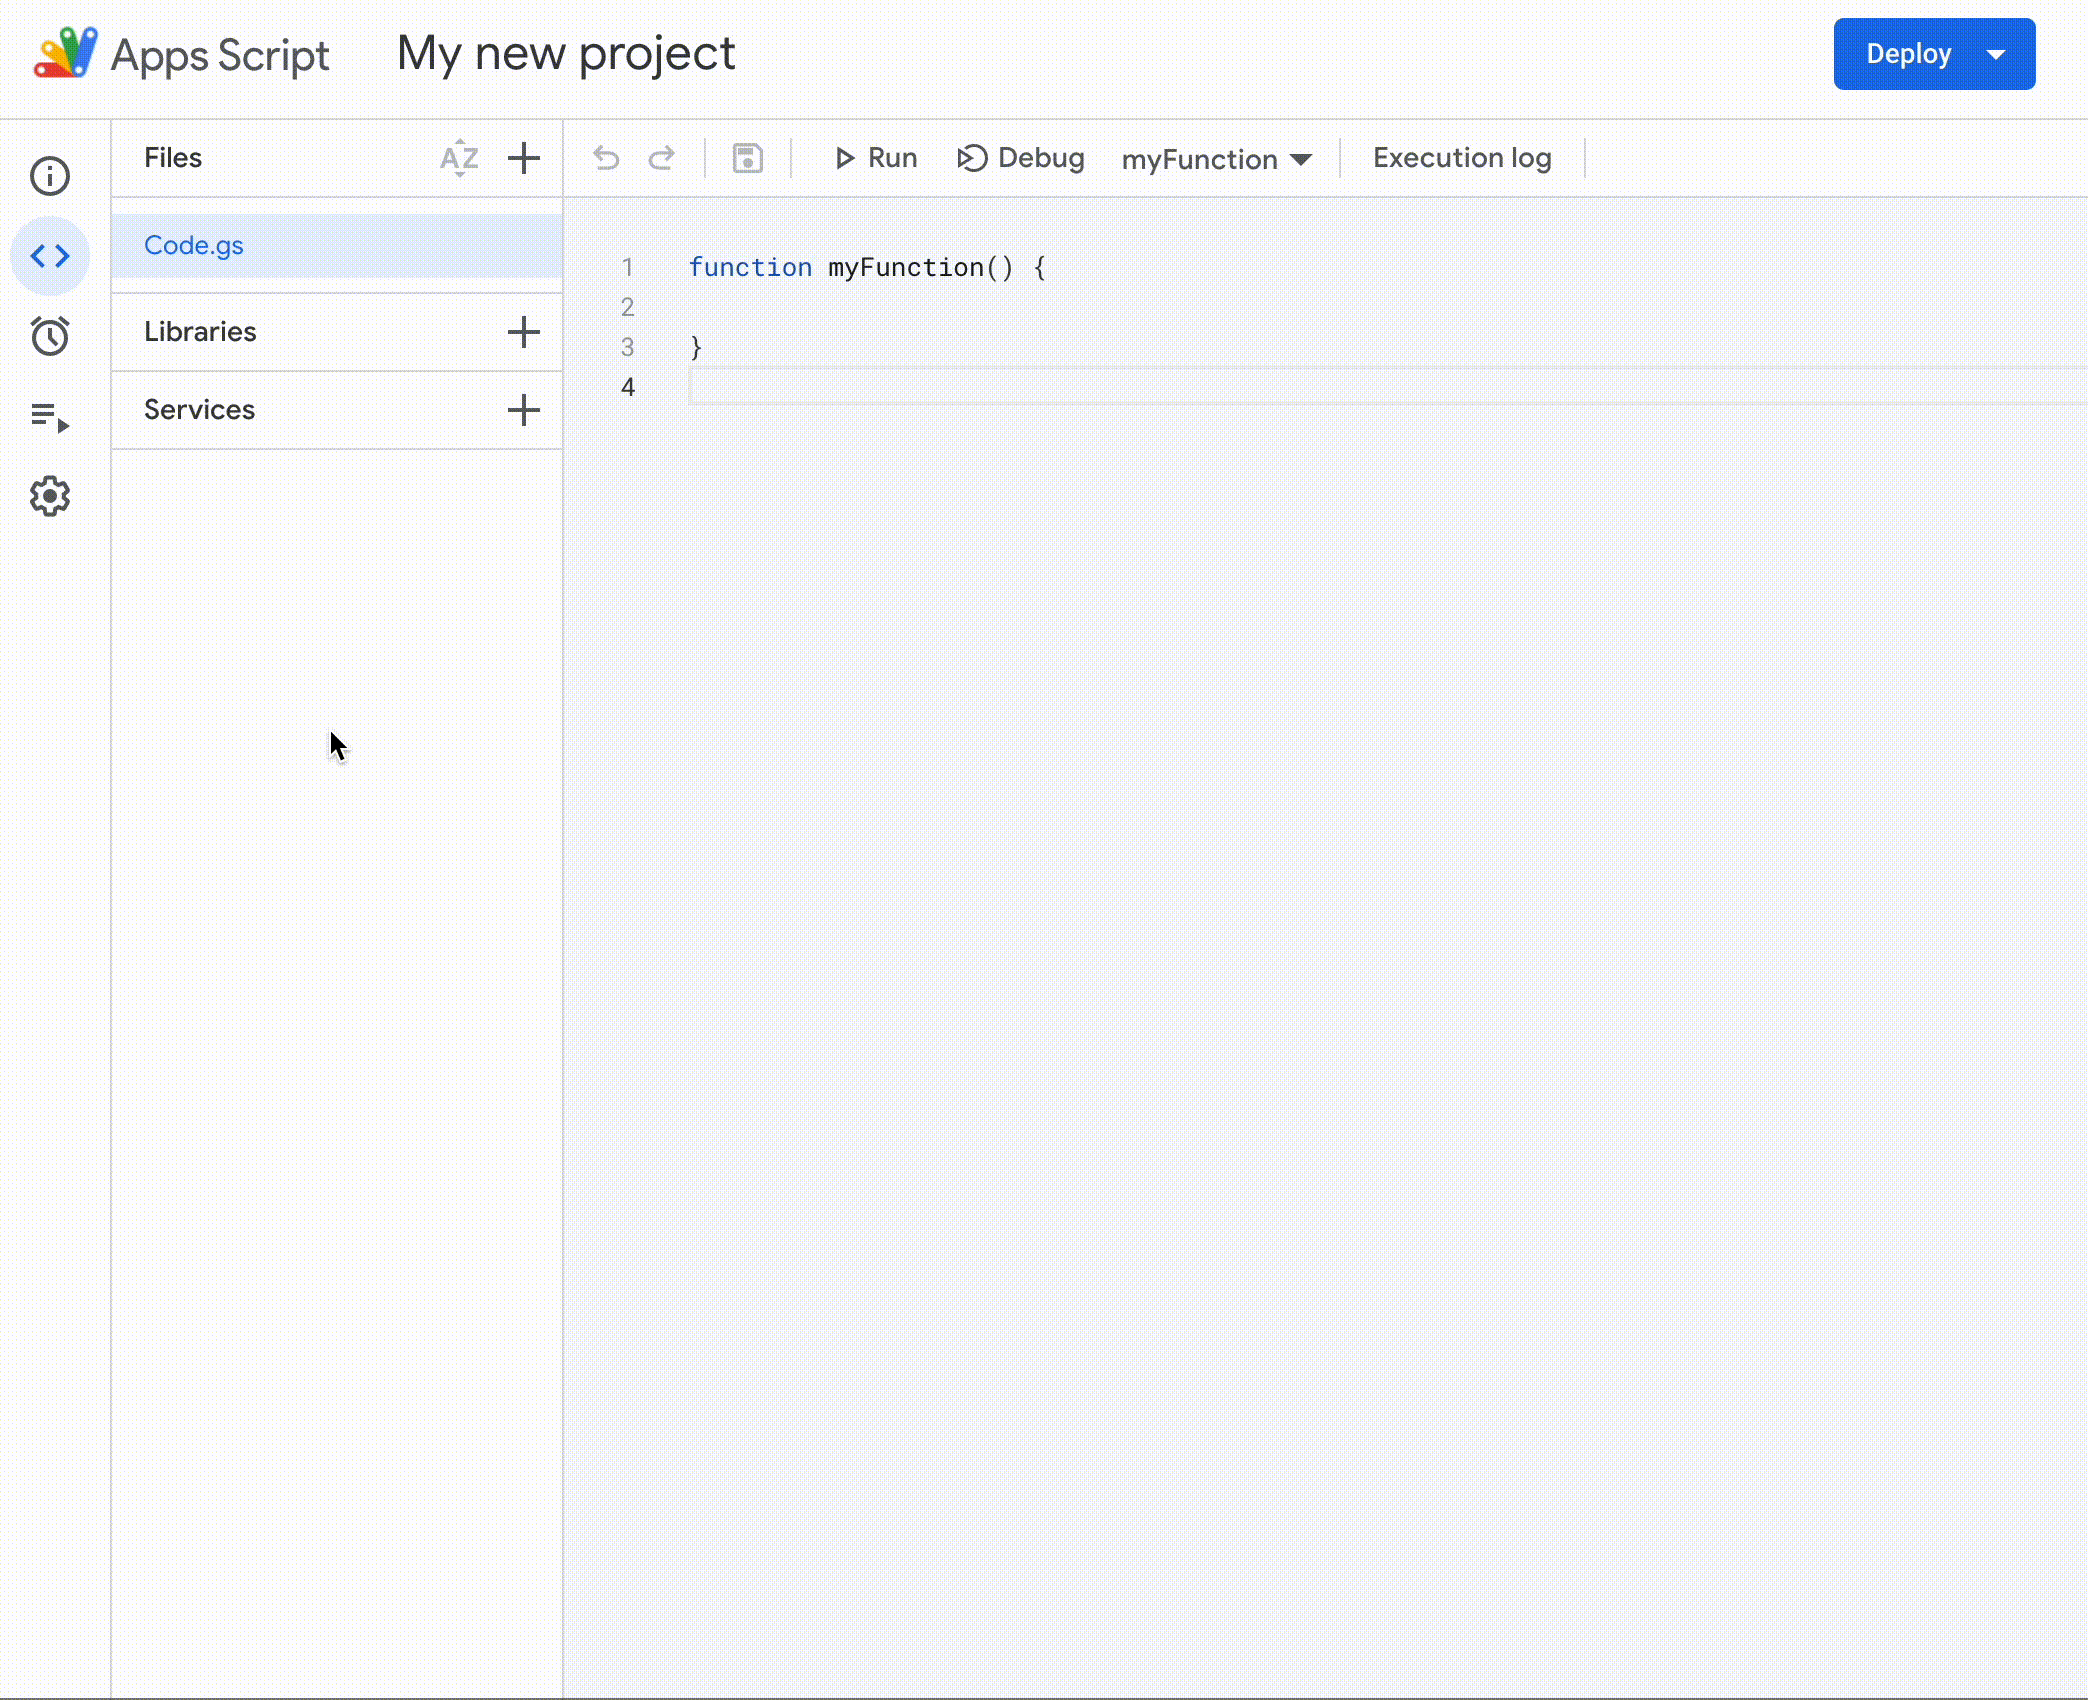 Apps Script
My new project
Deploy
Files
AZ
Run
Debug
myFunction
Execution log
Code.gs
Libraries
Services
1 function myFunction() {
2
3 }
4